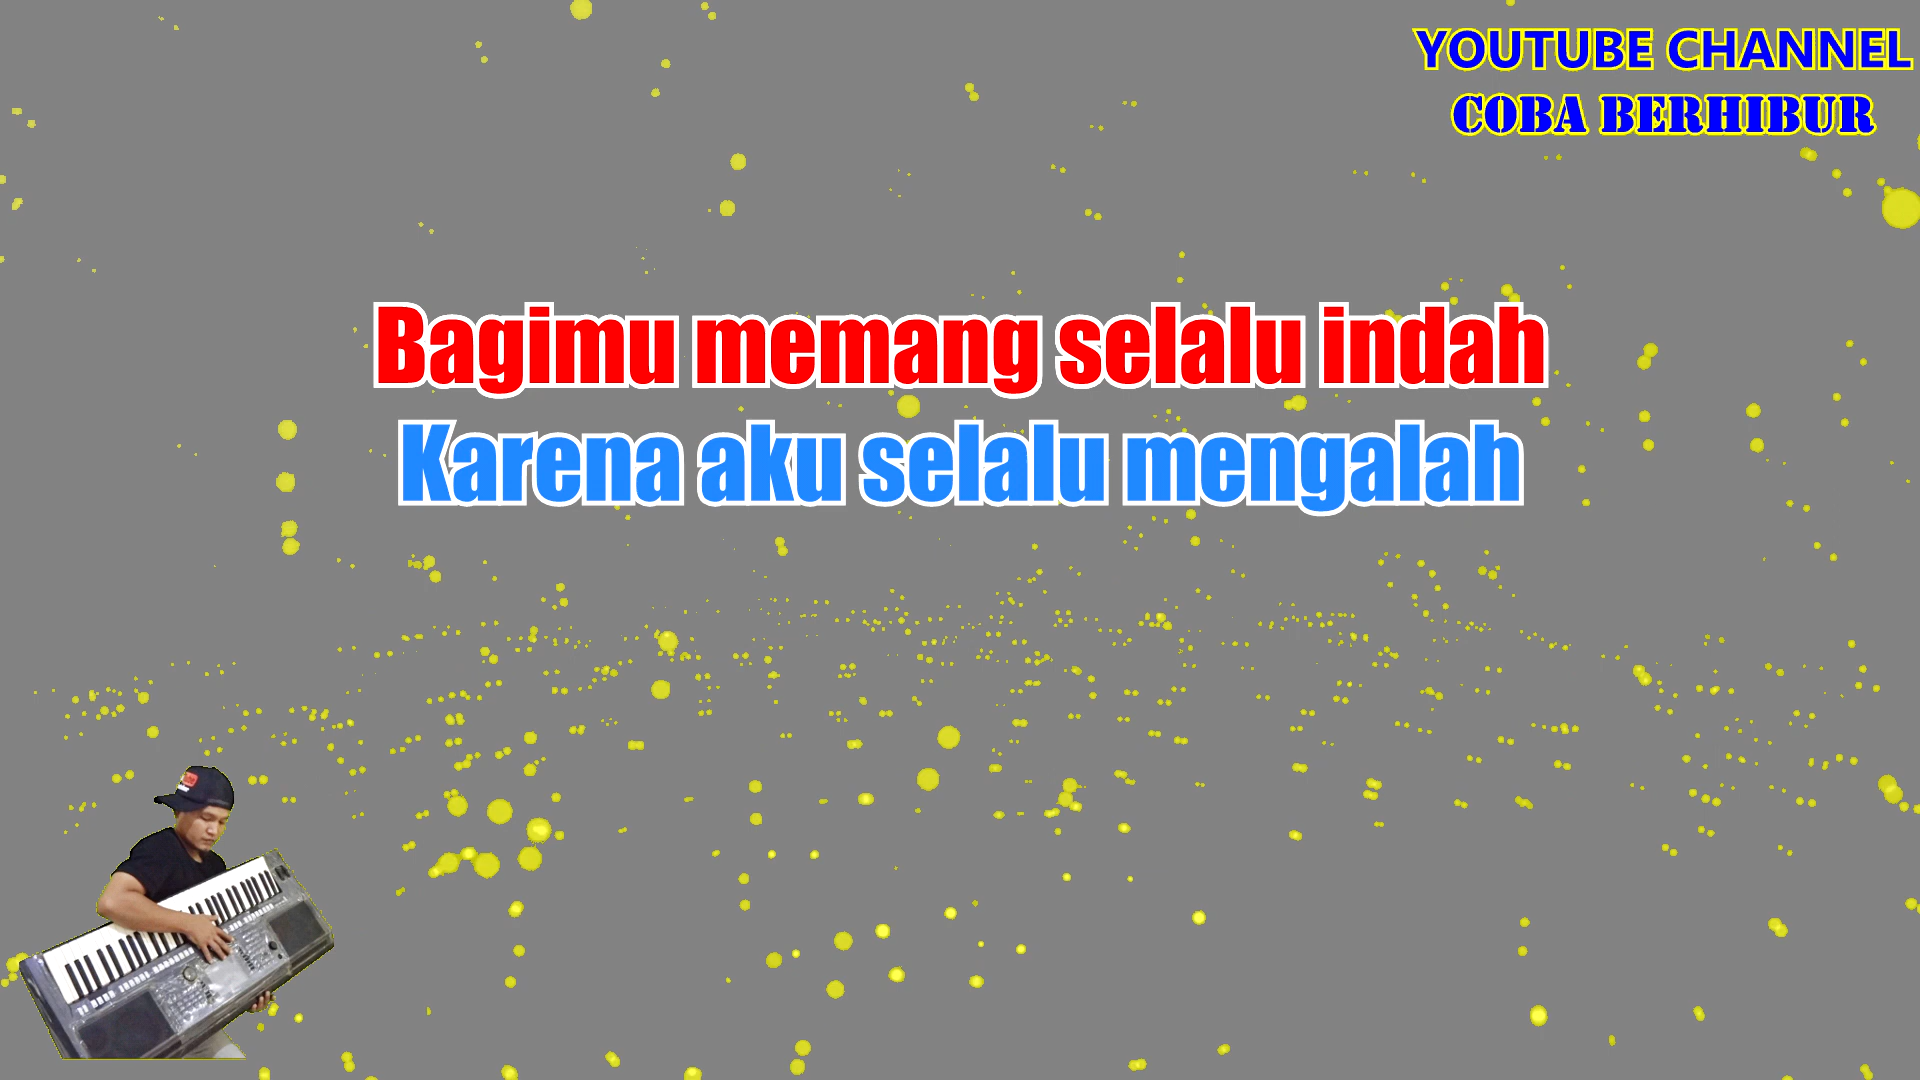 YOUTUBE CHANNEL
COBA BERHIBUR
Bagimu memang selalu indah
Karena aku selalu mengalah